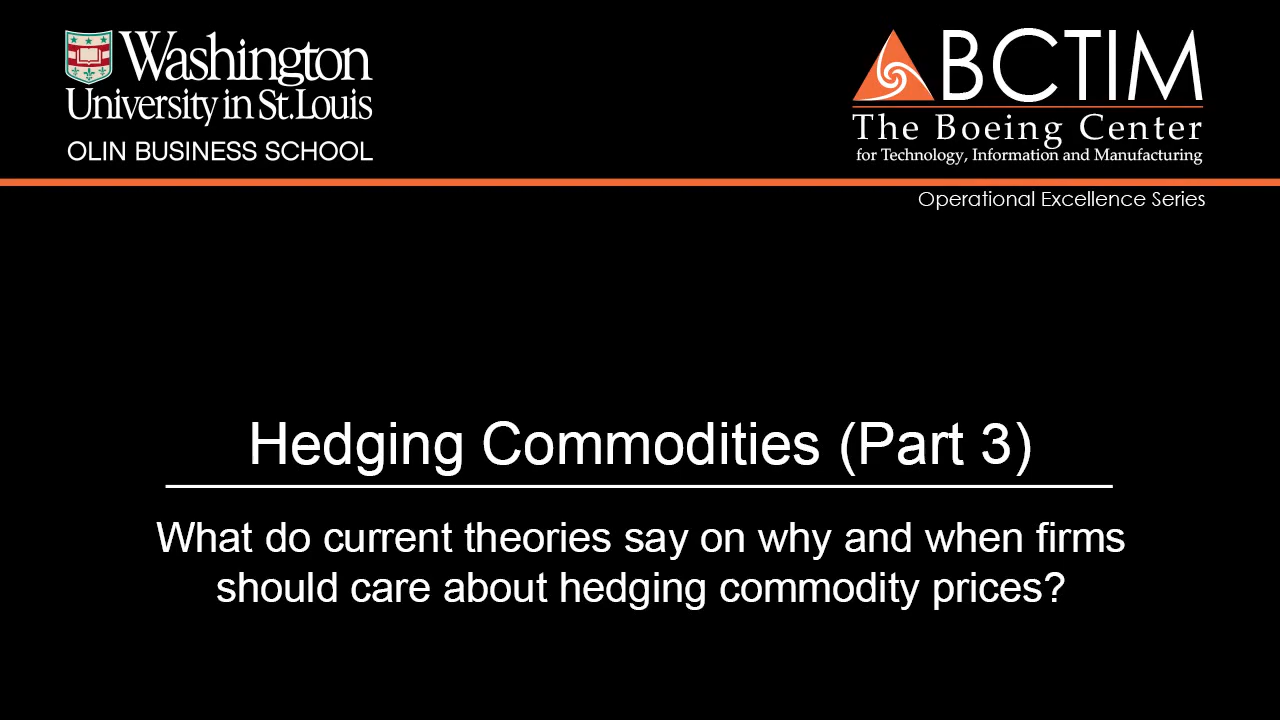 Washington
University in St. Louis
OLIN BUSINESS SCHOOL
BCTIM
The Boeing Center
for Technology, Information and Manufacturing
Operational Excellence Series
Hedging Commodities (Part 3)
What do current theories say on why and when firms
should care about hedging commodity prices?